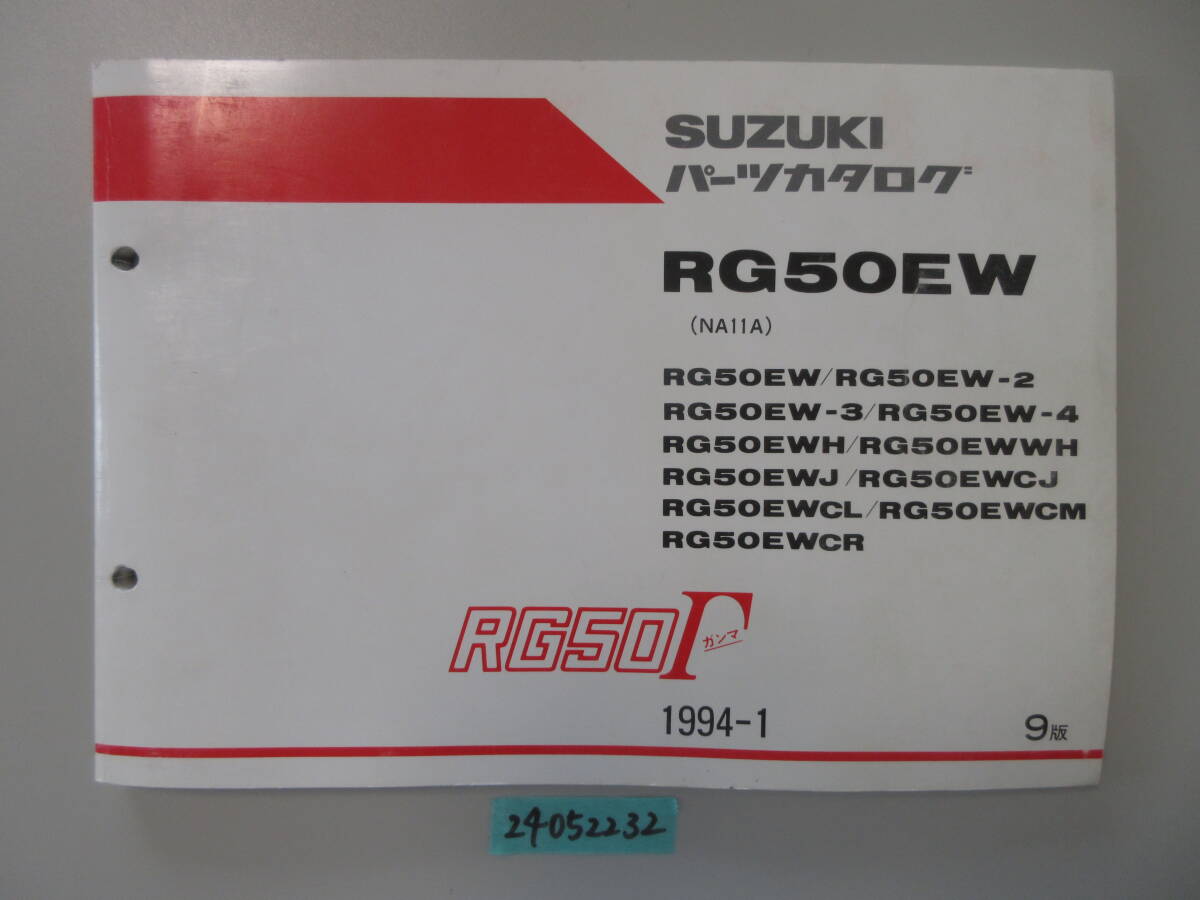 SUZUKI
パーツカタログ
RG50EW
(NA11A)
RG50EW/RG50EW-2
RG50EW-3/RG50EW-4
RG50EWH/RG50EWWH
RG50EWJ/RG50EWCJ
RG50EWCL/RG50EWCM
RG50EWCR
RG50Γ
ガンマ
1994-1
9版
24052232